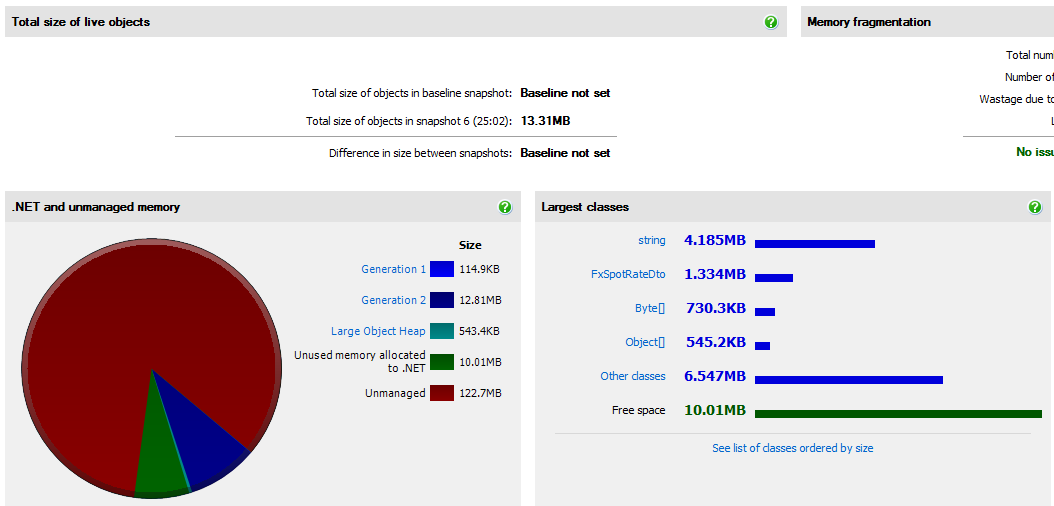 Total size of live objects
Memory fragmentation
Total num
Total size of objects in baseline snapshot: Baseline not set
Number of
Wastage due to
Total size of objects in snapshot 6 (25:02): 13.31MB
L
Difference in size between snapshots: Baseline not set
No issu
.NET and unmanaged memory
Size
Generation 1 114.9KB
Generation 2 12.81MB
Large Object Heap 543.4KB
Unused memory allocated
to .NET 10.01MB
Unmanaged 122.7MB
Largest classes
string 4.185MB
FxSpotRateDto 1.334MB
Byte[] 730.3KB
Object[] 545.2KB
Other classes 6.547MB
Free space 10.01MB
See list of classes ordered by size